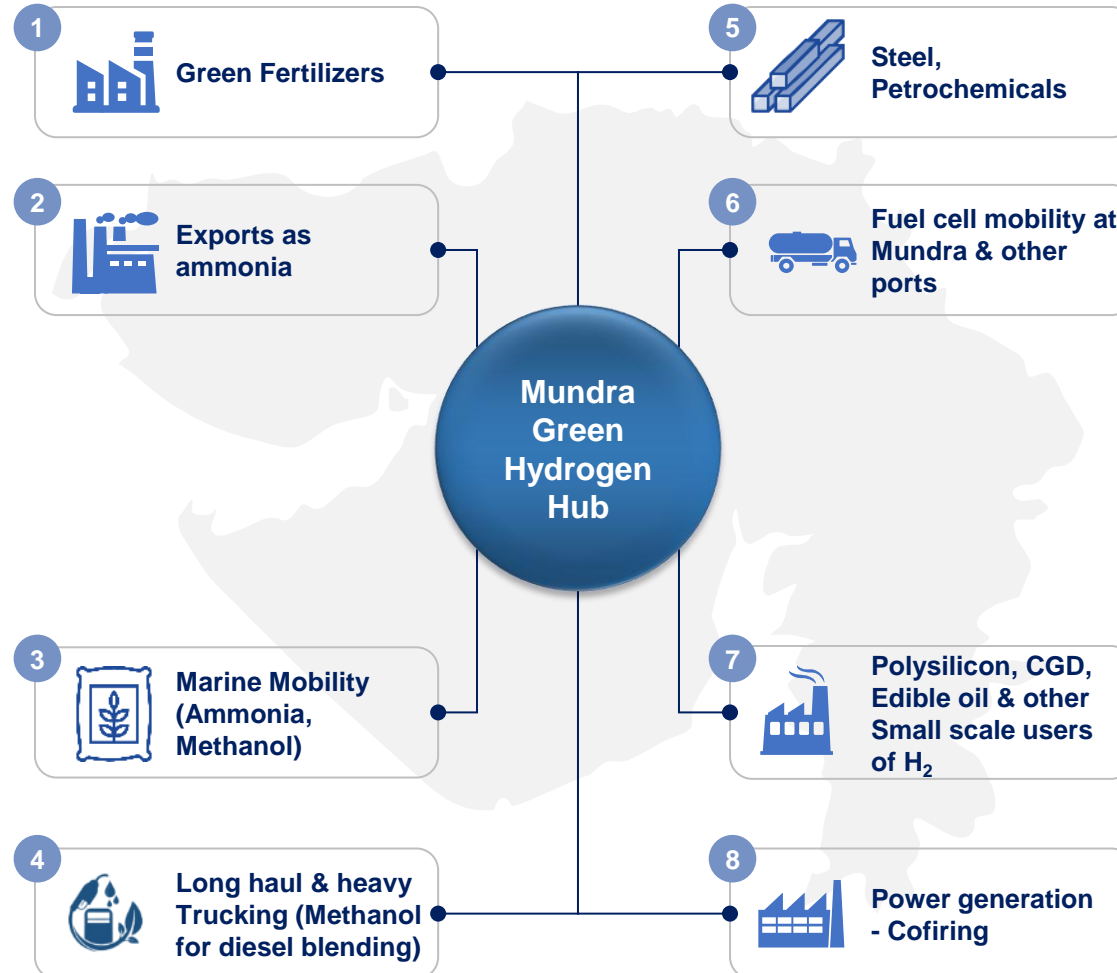 1
Green Fertilizers
2
Exports as
ammonia
3
Marine Mobility
(Ammonia,
Methanol)
4
Long haul & heavy
Trucking (Methanol
for diesel blending)
Mundra
Green
Hydrogen
Hub
5
Steel,
Petrochemicals
6
Fuel cell mobility at
Mundra & other
ports
7
Polysilicon, CGD,
Edible oil & other
Small scale users
of H₂
8
Power generation
- Cofiring